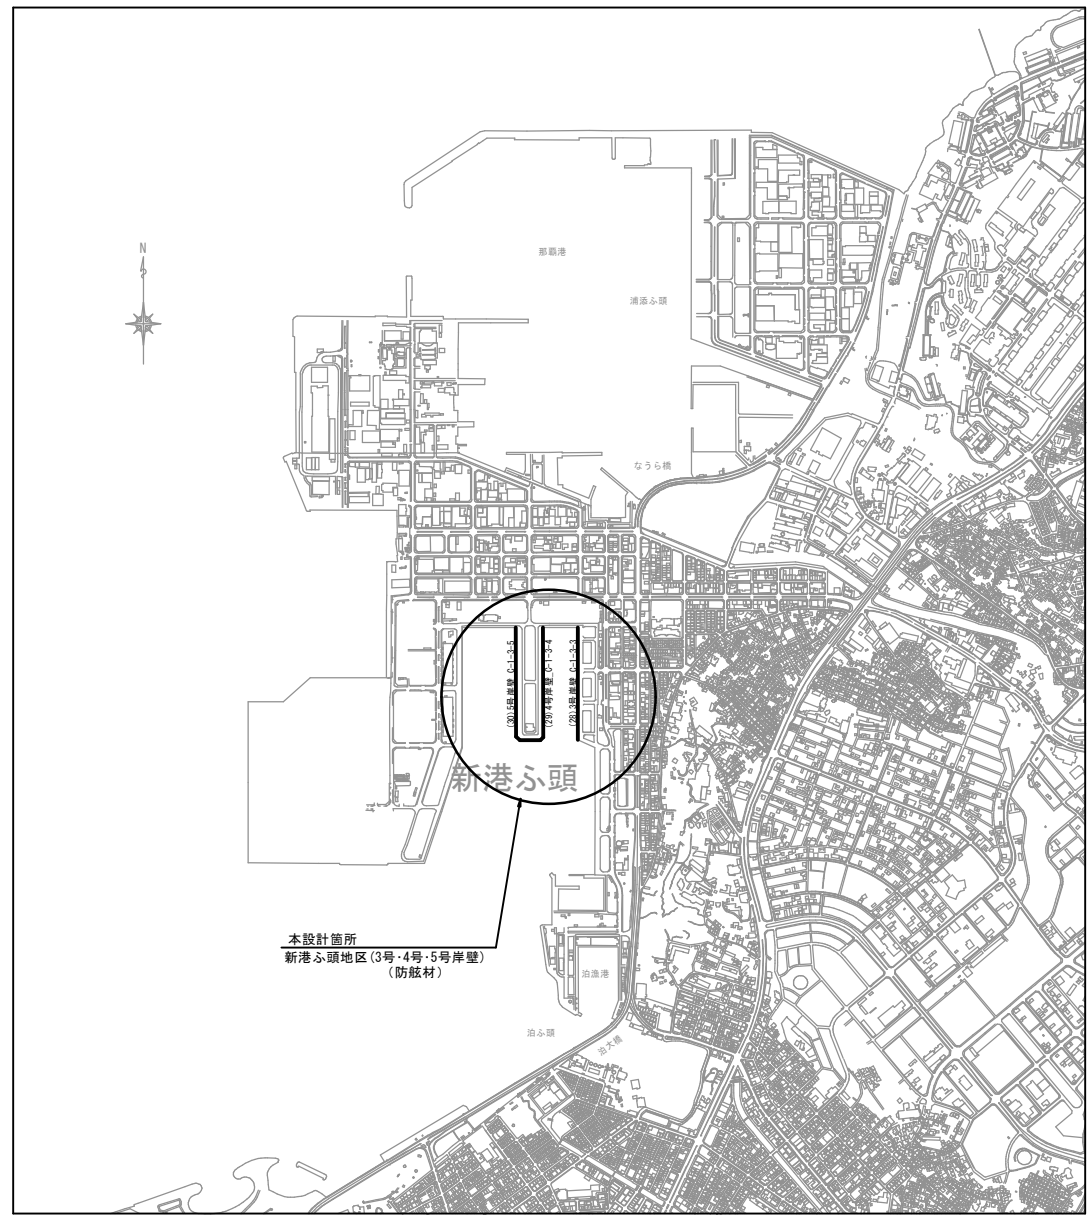 N
那覇港
浦添ふ頭
なうら橋
(30)5号岸壁 C-1-3-5
(29)4号岸壁 C-1-3-4
(28)3号岸壁 C-1-3-3
新港ふ頭
本設計箇所
新港ふ頭地区(3号・4号・5号岸壁)
(防舷材)
泊漁港
泊ふ頭
泊大橋